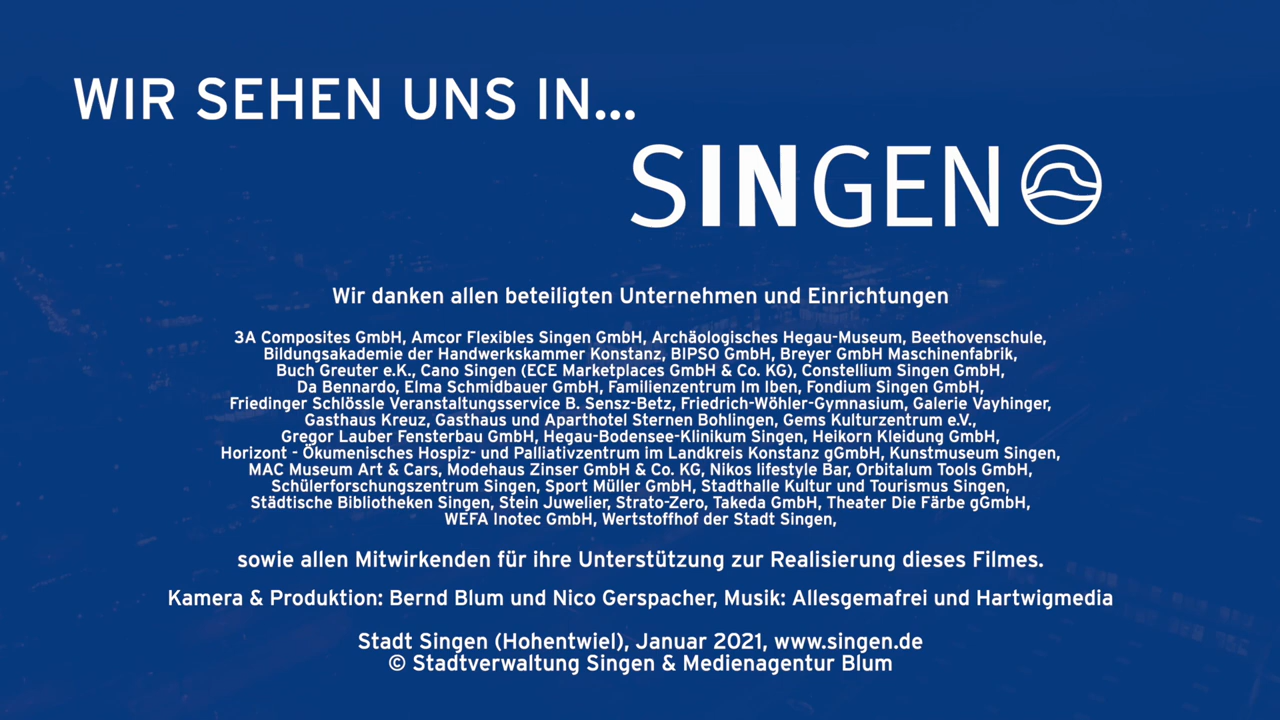 WIR SEHEN UNS IN...
SINGEN
Wir danken allen beteiligten Unternehmen und Einrichtungen
3A Composites GmbH, Amcor Flexibles Singen GmbH, Archäologisches Hegau-Museum, Beethovenschule,
Bildungsakademie der Handwerkskammer Konstanz, BIPSO GmbH, Breyer GmbH Maschinenfabrik,
Buch Greuter e.K., Cano Singen (ECE Marketplaces GmbH & Co. KG), Constellium Singen GmbH,
Da Bennardo, Elma Schmidbauer GmbH, Familienzentrum Im Iben, Fondium Singen GmbH,
Friedinger Schlössle Veranstaltungsservice B. Sensz-Betz, Friedrich-Wöhler-Gymnasium, Galerie Vayhinger,
Gasthaus Kreuz, Gasthaus und Aparthotel Sternen Bohlingen, Gems Kulturzentrum e.V.,
Gregor Lauber Fensterbau GmbH, Hegau-Bodensee-Klinikum Singen, Heikorn Kleidung GmbH,
Horizont - Ökumenisches Hospiz- und Palliativzentrum im Landkreis Konstanz gGmbH, Kunstmuseum Singen,
MAC Museum Art & Cars, Modehaus Zinser GmbH & Co. KG, Nikos lifestyle Bar, Orbitalum Tools GmbH,
Schülerforschungszentrum Singen, Sport Müller GmbH, Stadthalle Kultur und Tourismus Singen,
Städtische Bibliotheken Singen, Stein Juwelier, Strato-Zero, Takeda GmbH, Theater Die Färbe gGmbH,
WEFA Inotec GmbH, Wertstoffhof der Stadt Singen,
sowie allen Mitwirkenden für ihre Unterstützung zur Realisierung dieses Filmes.
Kamera & Produktion: Bernd Blum und Nico Gerspacher, Musik: Allesgemafrei und Hartwigmedia
Stadt Singen (Hohentwiel), Januar 2021, www.singen.de
© Stadtverwaltung Singen & Medienagentur Blum